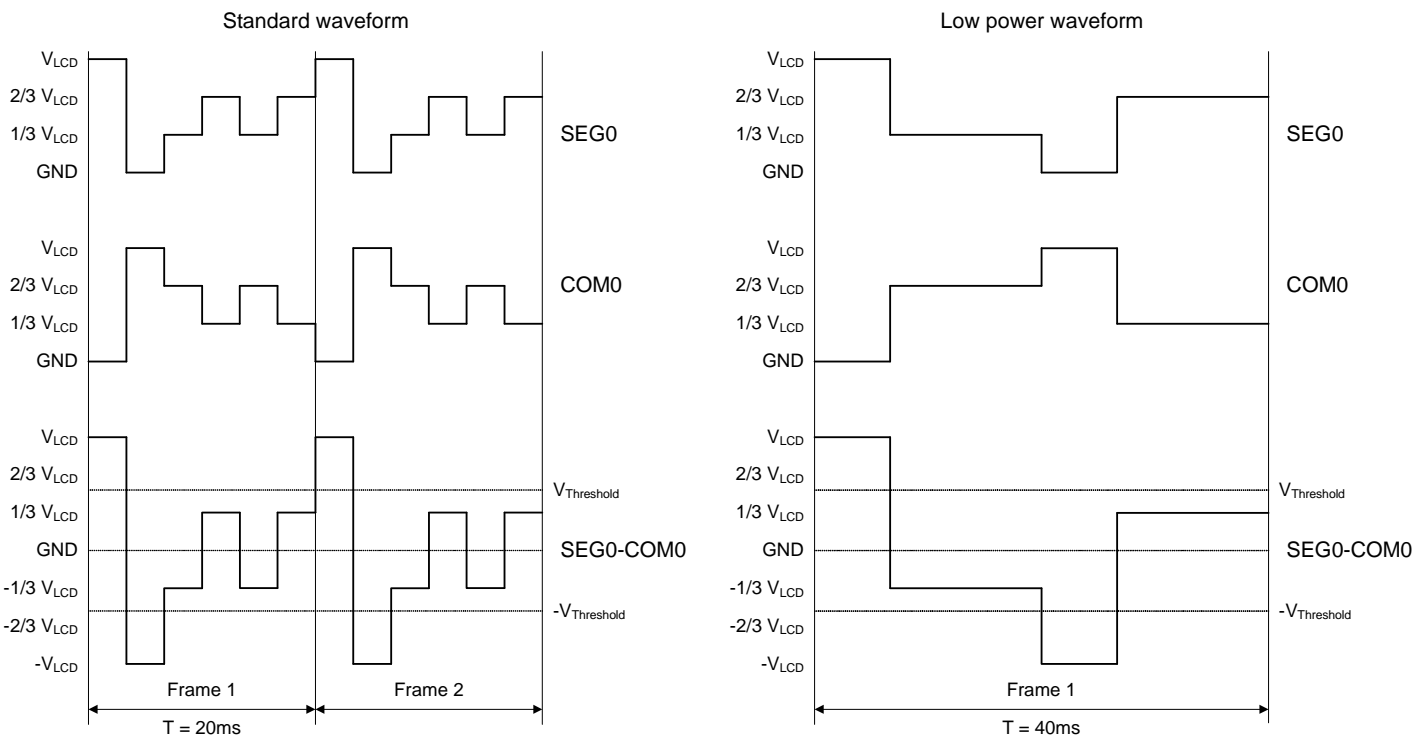 Standard waveform
Low power waveform
VLCD
2/3 VLCD
1/3 VLCD
GND
SEG0
VLCD
2/3 VLCD
1/3 VLCD
GND
SEG0
VLCD
2/3 VLCD
1/3 VLCD
GND
COM0
VLCD
2/3 VLCD
1/3 VLCD
GND
COM0
VLCD
2/3 VLCD
1/3 VLCD
GND
-1/3 VLCD
-2/3 VLCD
-VLCD
VThreshold
SEG0-COM0
-VThreshold
VLCD
2/3 VLCD
1/3 VLCD
GND
-1/3 VLCD
-2/3 VLCD
-VLCD
VThreshold
SEG0-COM0
-VThreshold
Frame 1
Frame 2
T = 20ms
Frame 1
T = 40ms